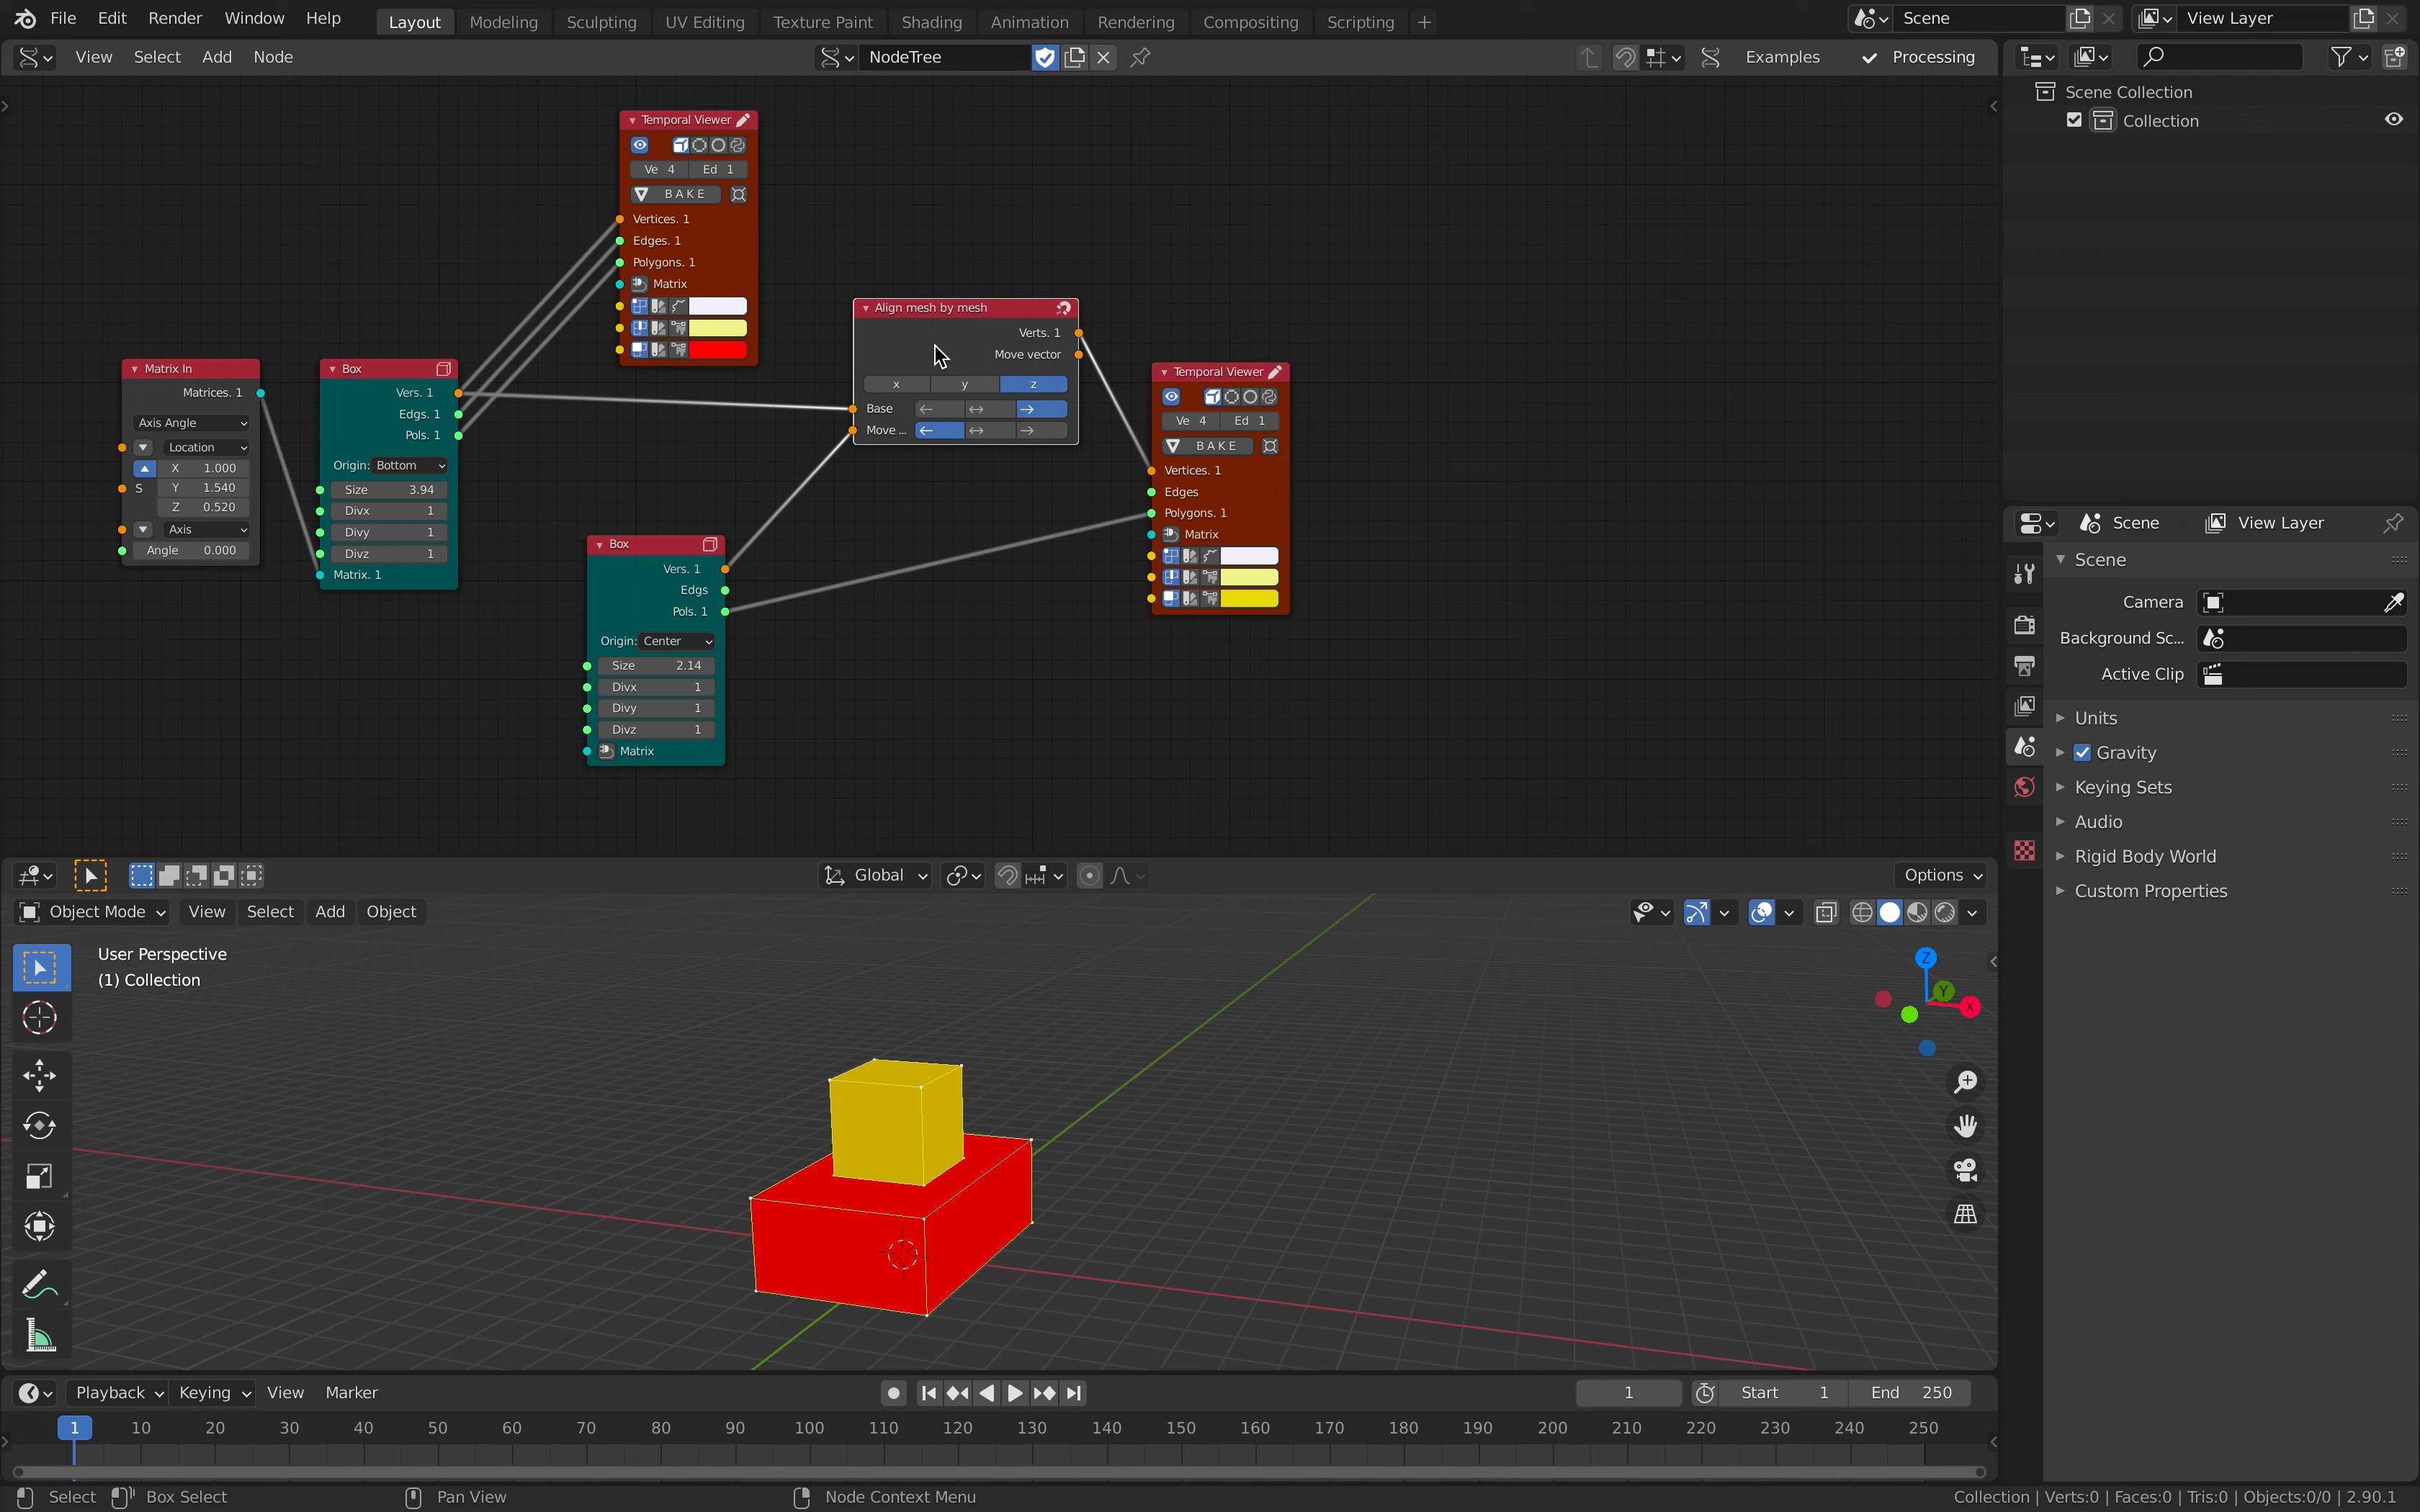 File Edit Render Window Help Layout Modeling Sculpting UV Editing Texture Paint Shading Animation Rendering Compositing Scripting + Scene View Layer
View Select Add Node NodeTree Examples Processing
Scene Collection
Collection
Temporal Viewer
Ve 4 Ed 1
BAKE
Vertices. 1
Edges. 1
Polygons. 1
Matrix
Align mesh by mesh
Verts. 1
Move vector
x y z
Base ← ↔ →
Move ... ← ↔ →
Matrix In
Matrices. 1
Axis Angle
Location
X 1.000
S Y 1.540
Z 0.520
Axis
Angle 0.000
Box
Vers. 1
Edgs. 1
Pols. 1
Origin: Bottom
Size 3.94
Divx 1
Divy 1
Divz 1
Matrix. 1
Temporal Viewer
Ve 4 Ed 1
BAKE
Vertices. 1
Edges
Polygons. 1
Matrix
Box
Vers. 1
Edgs
Pols. 1
Origin: Center
Size 2.14
Divx 1
Divy 1
Divz 1
Matrix
Scene View Layer
Scene
Camera
Background Sc...
Active Clip
Units
Gravity
Keying Sets
Audio
Rigid Body World
Custom Properties
Global Options
Object Mode View Select Add Object
User Perspective
(1) Collection
Z
Y
X
Playback Keying View Marker 1 Start 1 End 250
1 10 20 30 40 50 60 70 80 90 100 110 120 130 140 150 160 170 180 190 200 210 220 230 240 250
Select Box Select Pan View Node Context Menu Collection | Verts:0 | Faces:0 | Tris:0 | Objects:0/0 | 2.90.1